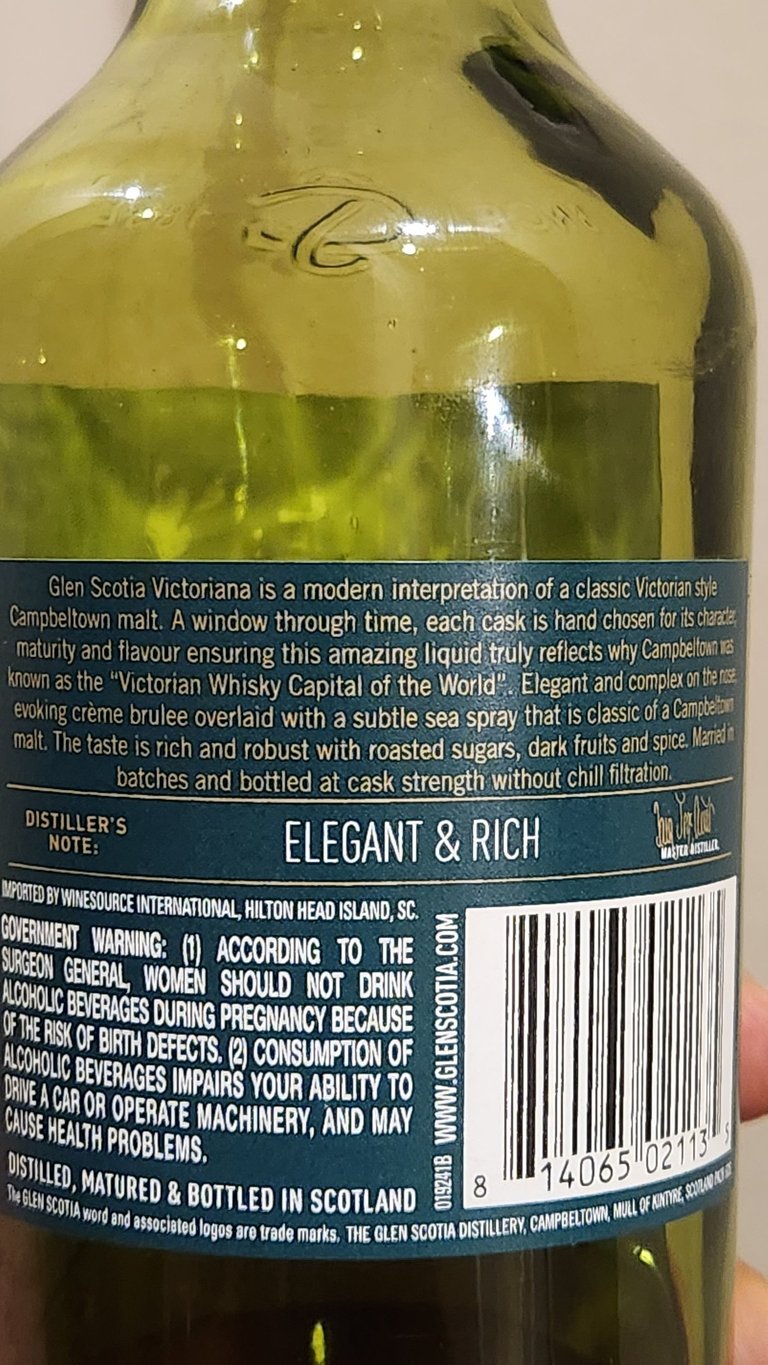 Glen Scotia Victoriana is a modern interpretation of a classic Victorian style
Campbeltown malt. A window through time, each cask is hand chosen for its character,
maturity and flavour ensuring this amazing liquid truly reflects why Campbeltown was
known as the "Victorian Whisky Capital of the World". Elegant and complex on the nose,
evoking crème brulee overlaid with a subtle sea spray that is classic of a Campbeltown
malt. The taste is rich and robust with roasted sugars, dark fruits and spice. Married in
batches and bottled at cask strength without chill filtration.
DISTILLER'S
NOTE:
ELEGANT & RICH
MASTER DISTILLER.
IMPORTED BY WINESOURCE INTERNATIONAL, HILTON HEAD ISLAND, SC.
GOVERNMENT WARNING: (1) ACCORDING TO THE
SURGEON GENERAL, WOMEN SHOULD NOT DRINK
ALCOHOLIC BEVERAGES DURING PREGNANCY BECAUSE
OF THE RISK OF BIRTH DEFECTS. (2) CONSUMPTION OF
ALCOHOLIC BEVERAGES IMPAIRS YOUR ABILITY TO
DRIVE A CAR OR OPERATE MACHINERY, AND MAY
CAUSE HEALTH PROBLEMS.
DISTILLED, MATURED & BOTTLED IN SCOTLAND
The GLEN SCOTIA word and associated logos are trade marks. THE GLEN SCOTIA DISTILLERY, CAMPBELTOWN, MULL OF KINTYRE, SCOTLAND
019241B WWW.GLENSCOTIA.COM
8 14065 02113 5